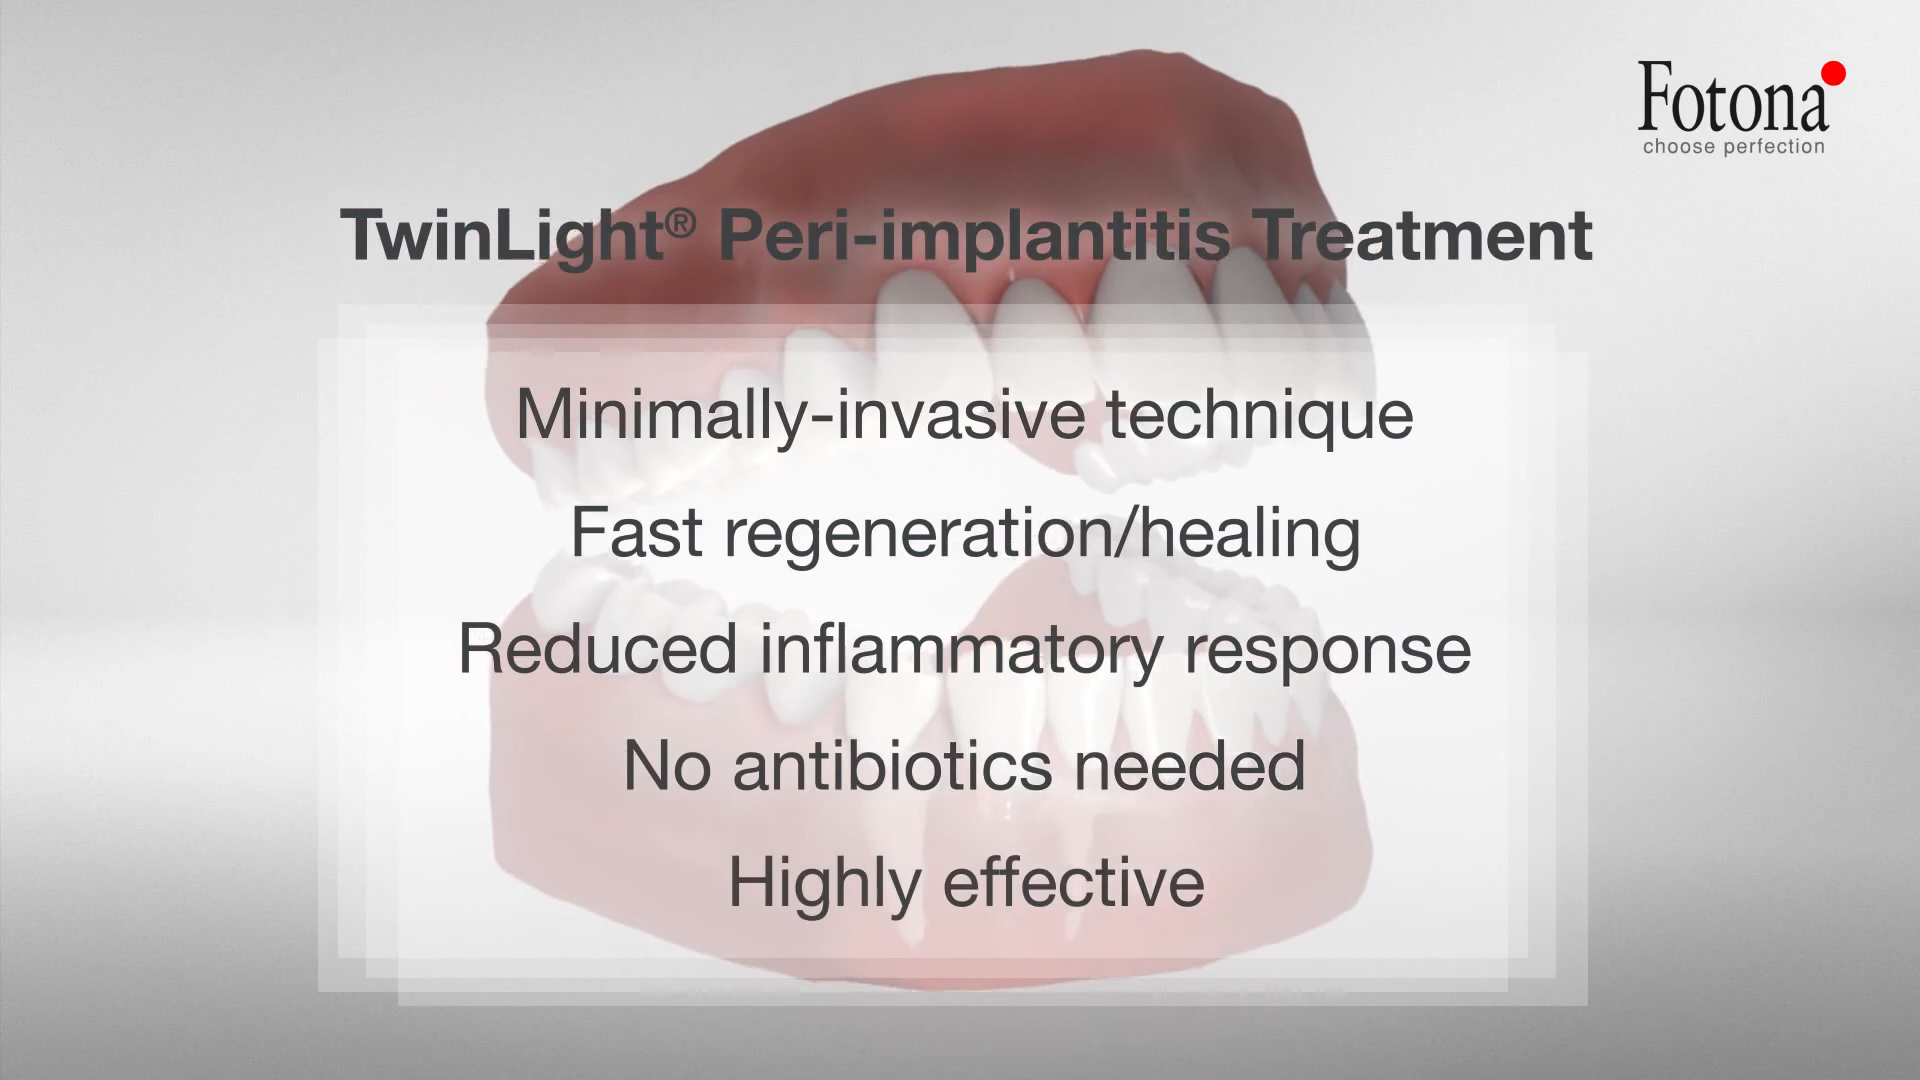 Fotona
choose perfection
TwinLight® Peri-implantitis Treatment
Minimally-invasive technique
Fast regeneration/healing
Reduced inflammatory response
No antibiotics needed
Highly effective